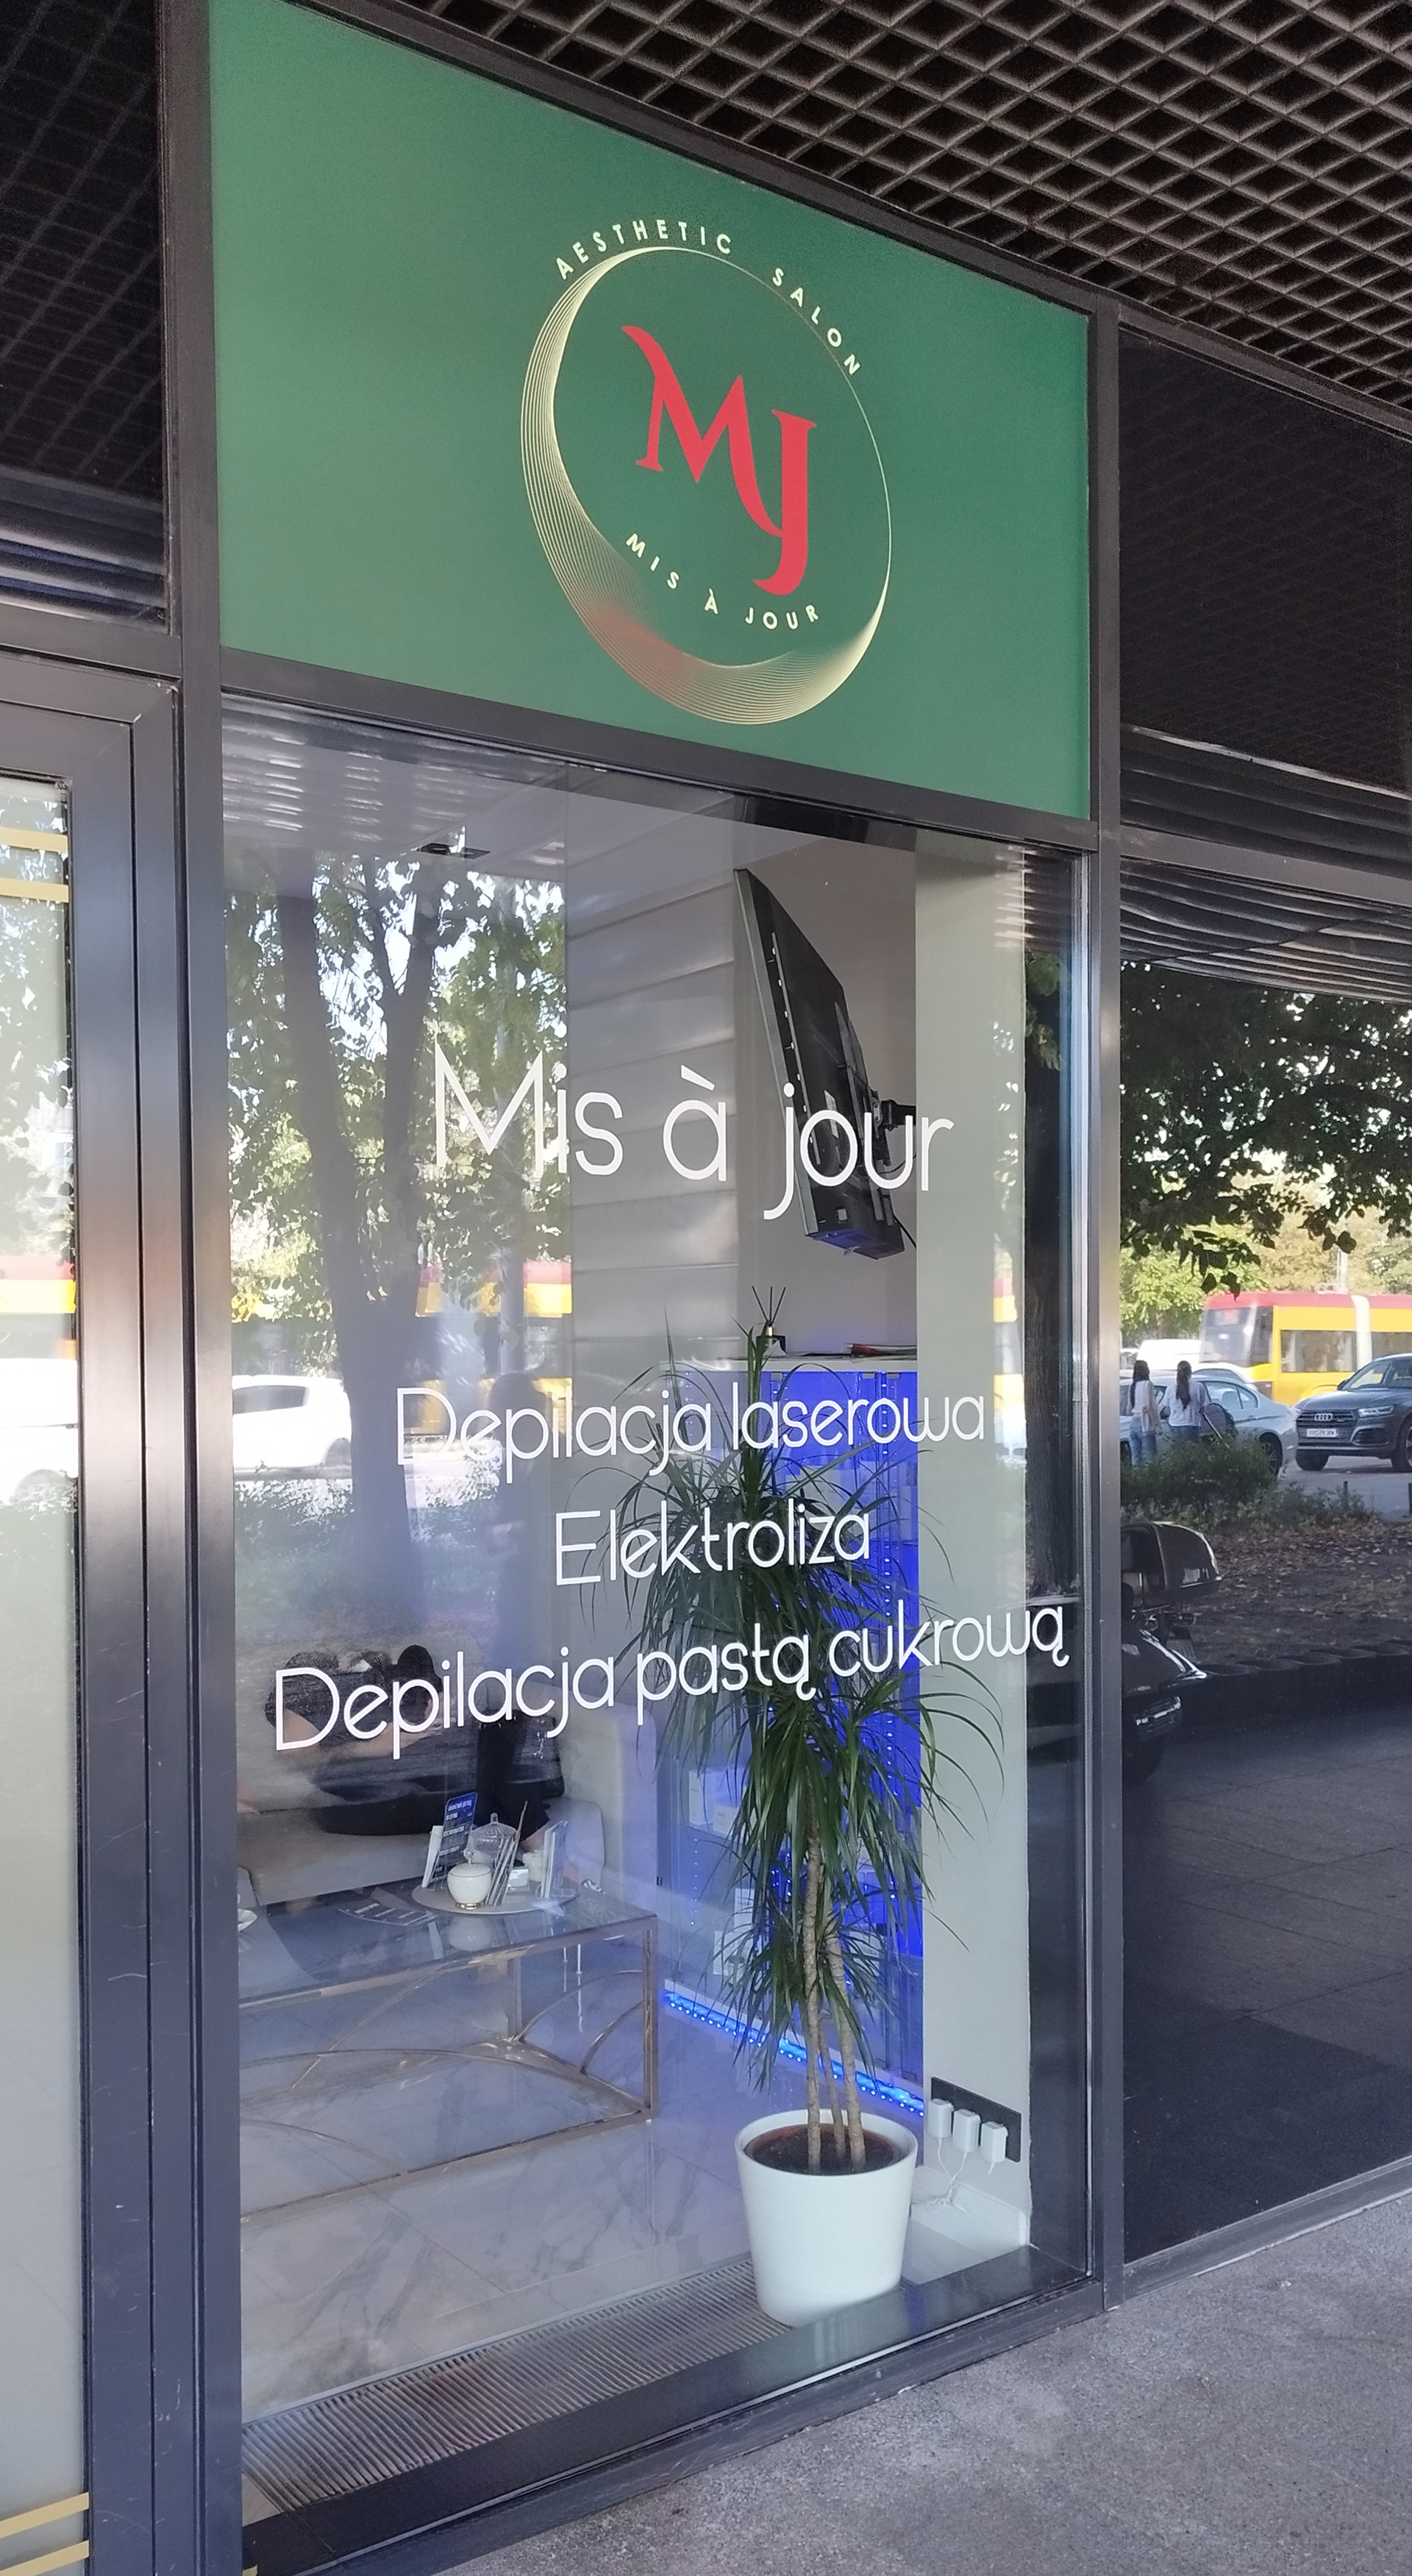 AESTHETIC SALON
MJ
MIS À JOUR
Mis à jour
Depilacja laserowa
Elektroliza
Depilacja pastą cukrową